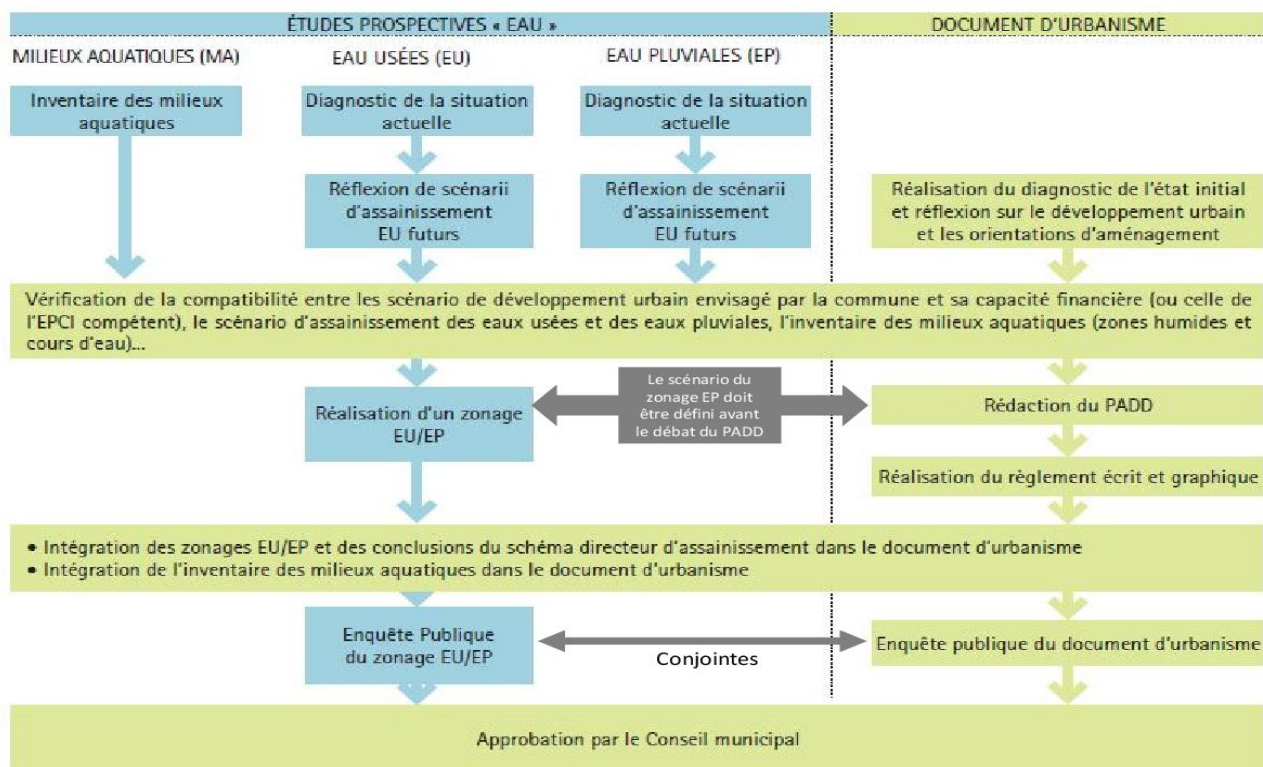 ÉTUDES PROSPECTIVES « EAU »
DOCUMENT D'URBANISME
MILIEUX AQUATIQUES (MA)
EAU USÉES (EU)
EAU PLUVIALES (EP)
Inventaire des milieux
aquatiques
Diagnostic de la situation
actuelle
Diagnostic de la situation
actuelle
Réflexion de scénarii
d'assainissement
EU futurs
Réflexion de scénarii
d'assainissement
EU futurs
Réalisation du diagnostic de l'état initial
et réflexion sur le développement urbain
et les orientations d'aménagement
Vérification de la compatibilité entre les scénario de développement urbain envisagé par la commune et sa capacité financière (ou celle de
l'EPCI compétent), le scénario d'assainissement des eaux usées et des eaux pluviales, l'inventaire des milieux aquatiques (zones humides et
cours d'eau)...
Réalisation d'un zonage
EU/EP
Le scénario du
zonage EP doit
être défini avant
le débat du PADD
Rédaction du PADD
Réalisation du règlement écrit et graphique
• Intégration des zonages EU/EP et des conclusions du schéma directeur d'assainissement dans le document d'urbanisme
• Intégration de l'inventaire des milieux aquatiques dans le document d'urbanisme
Enquête Publique
du zonage EU/EP
Conjointes
Enquête publique du document d'urbanisme
Approbation par le Conseil municipal